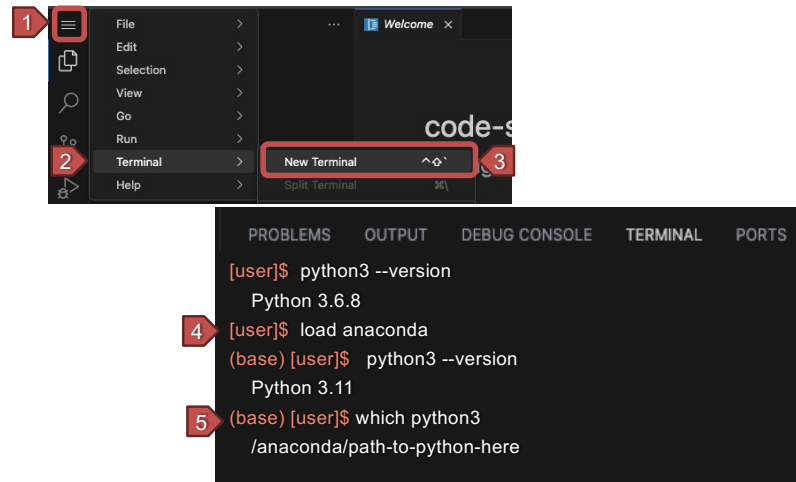 1
File
... Welcome ×
Edit
Selection
View
Go
code-s
Run
2 Terminal
New Terminal ^⇧` 3
Help
Split Terminal ⌘\
PROBLEMS OUTPUT DEBUG CONSOLE TERMINAL PORTS
[user]$ python3 --version
Python 3.6.8
4 [user]$ load anaconda
(base) [user]$ python3 --version
Python 3.11
5 (base) [user]$ which python3
/anaconda/path-to-python-here